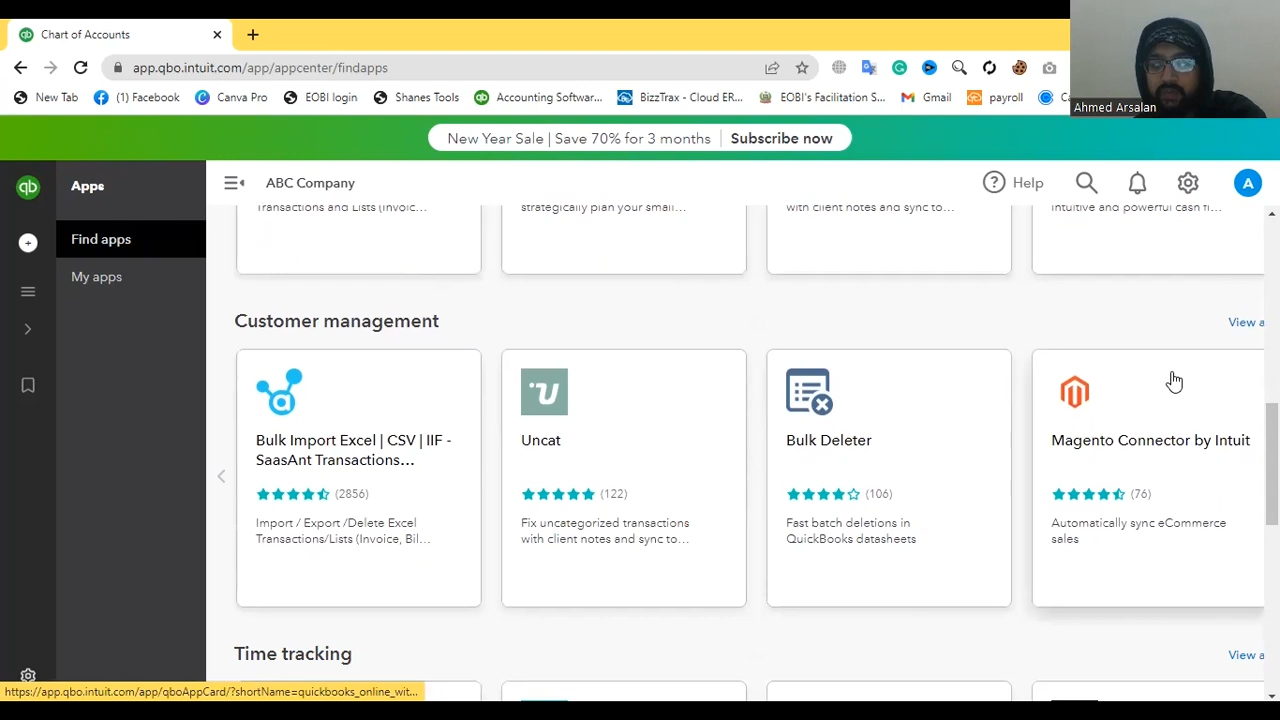 Chart of Accounts
app.qbo.intuit.com/app/appcenter/findapps
Ahmed Arsalan
New Tab
(1) Facebook
Canva Pro
EOBI login
Shanes Tools
Accounting Softwar...
BizzTrax - Cloud ER...
EOBI's Facilitation S...
Gmail
payroll
New Year Sale | Save 70% for 3 months
Subscribe now
qb
Apps
ABC Company
Help
A
Find apps
My apps
Transactions and Lists (Invoic...
strategically plan your small...
with client notes and sync to...
Intuitive and powerful cash fl...
Customer management
View a
Bulk Import Excel | CSV | IIF -
SaasAnt Transactions...
(2856)
Import / Export /Delete Excel
Transactions/Lists (Invoice, Bil...
Uncat
(122)
Fix uncategorized transactions
with client notes and sync to...
Bulk Deleter
(106)
Fast batch deletions in
QuickBooks datasheets
Magento Connector by Intuit
(76)
Automatically sync eCommerce
sales
Time tracking
View a
https://app.qbo.intuit.com/app/qboAppCard/?shortName=quickbooks_online_wit...